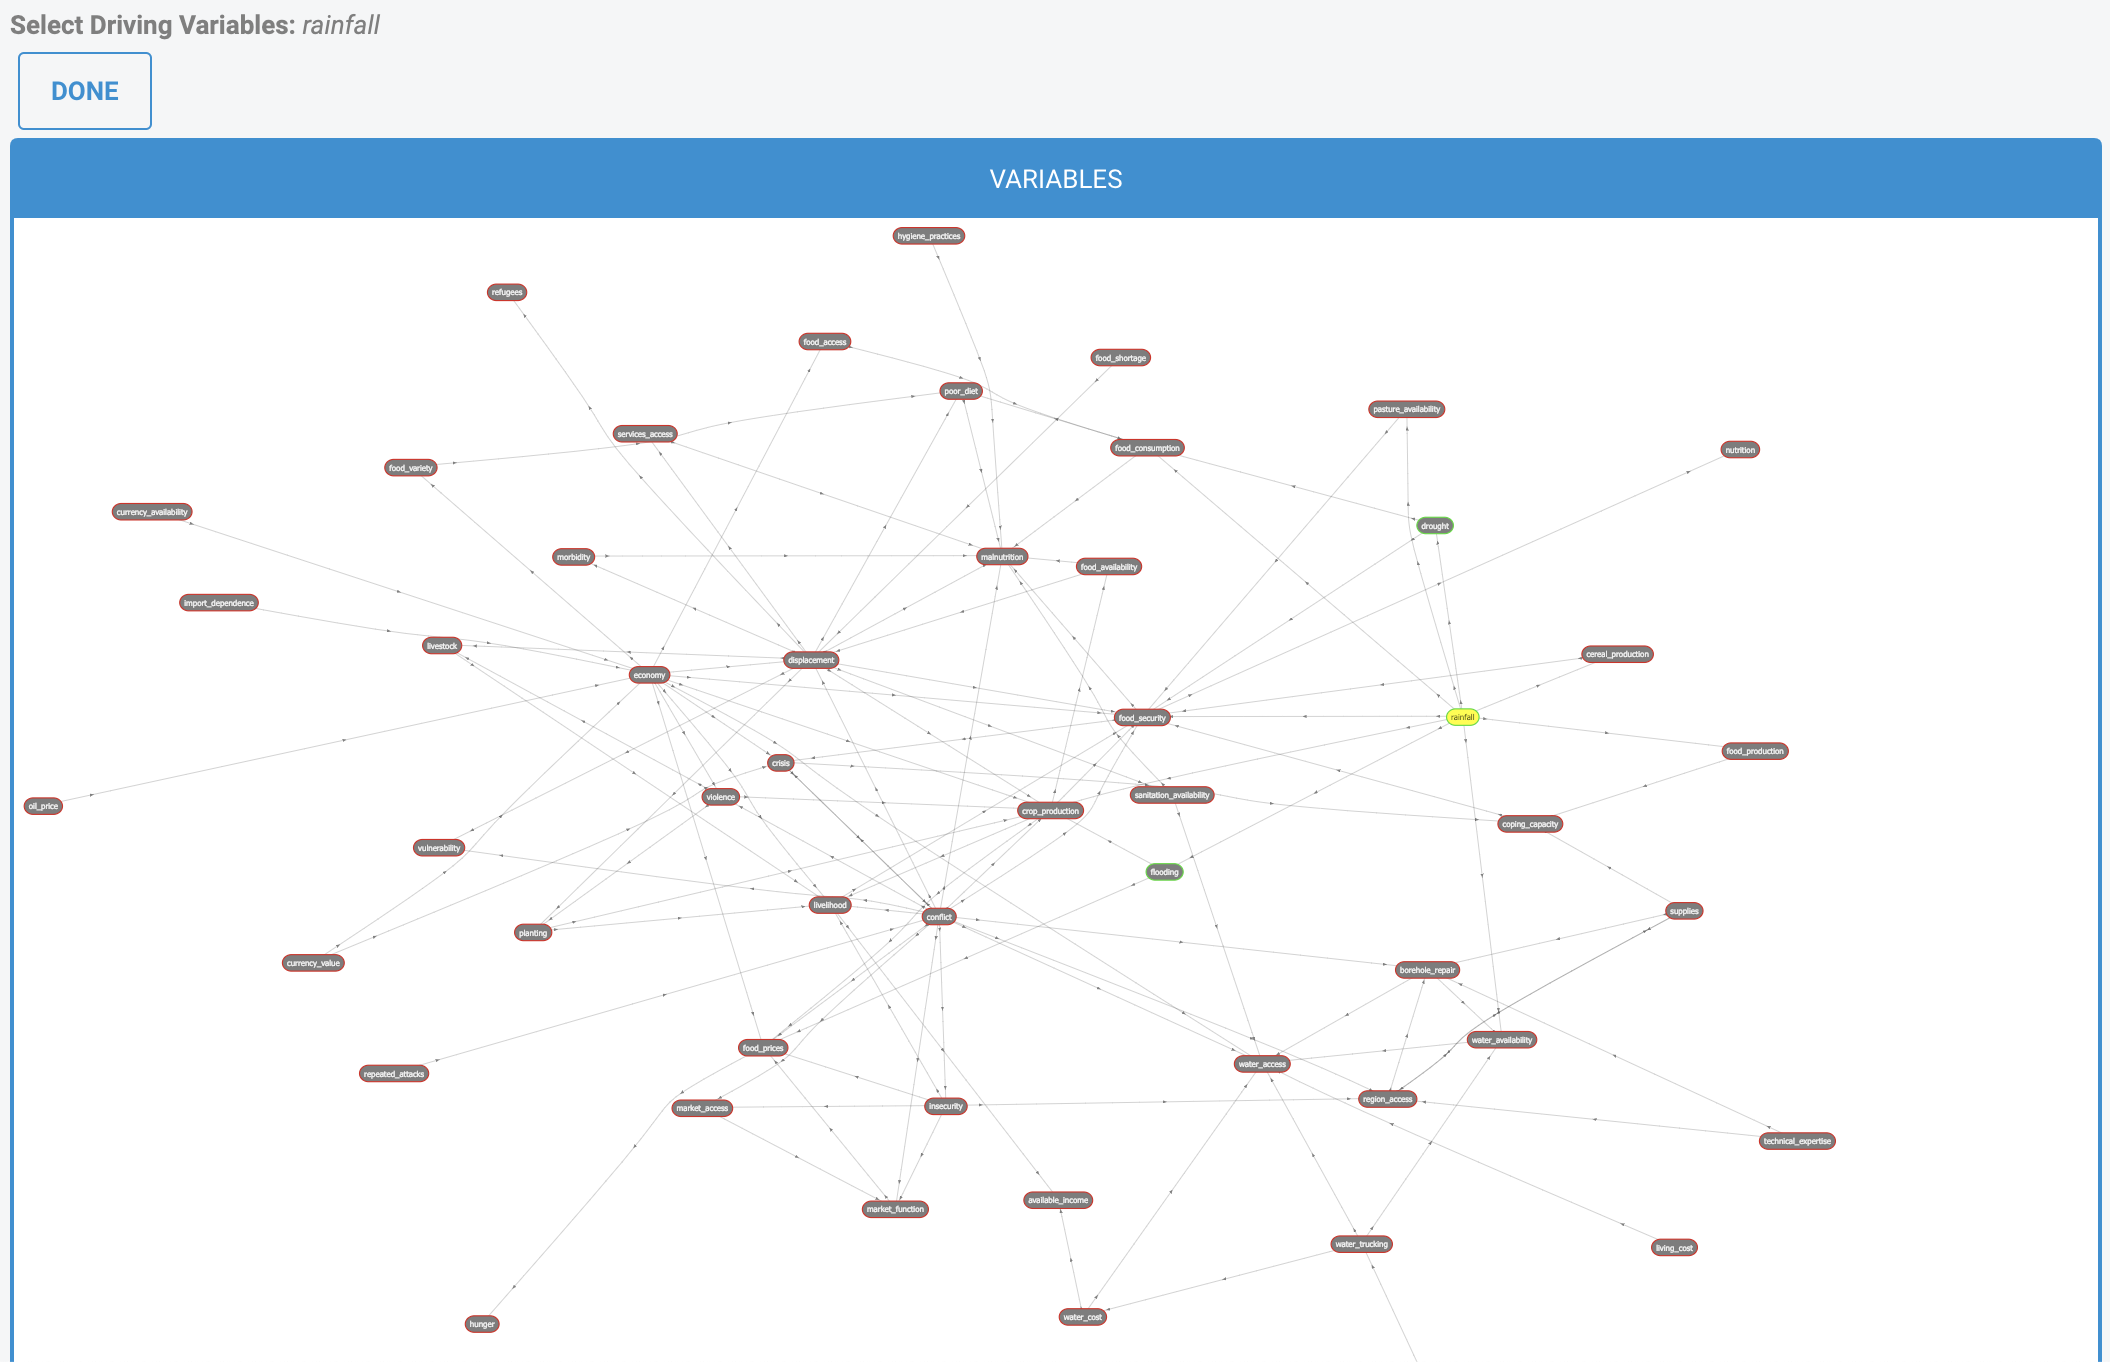 Select Driving Variables: rainfall
DONE
VARIABLES
hygiene_practices
refugees
food_access
food_shortage
poor_diet
pasture_availability
services_access
food_consumption
nutrition
food_variety
currency_availability
drought
morbidity
malnutrition
food_availability
import_dependence
livestock
cereal_production
displacement
economy
food_security
rainfall
food_production
crisis
violence
sanitation_availability
oil_price
crop_production
coping_capacity
vulnerability
flooding
livelihood
supplies
conflict
planting
currency_value
borehole_repair
water_availability
food_prices
water_access
repeated_attacks
region_access
market_access
insecurity
technical_expertise
available_income
market_function
water_trucking
living_cost
water_cost
hunger